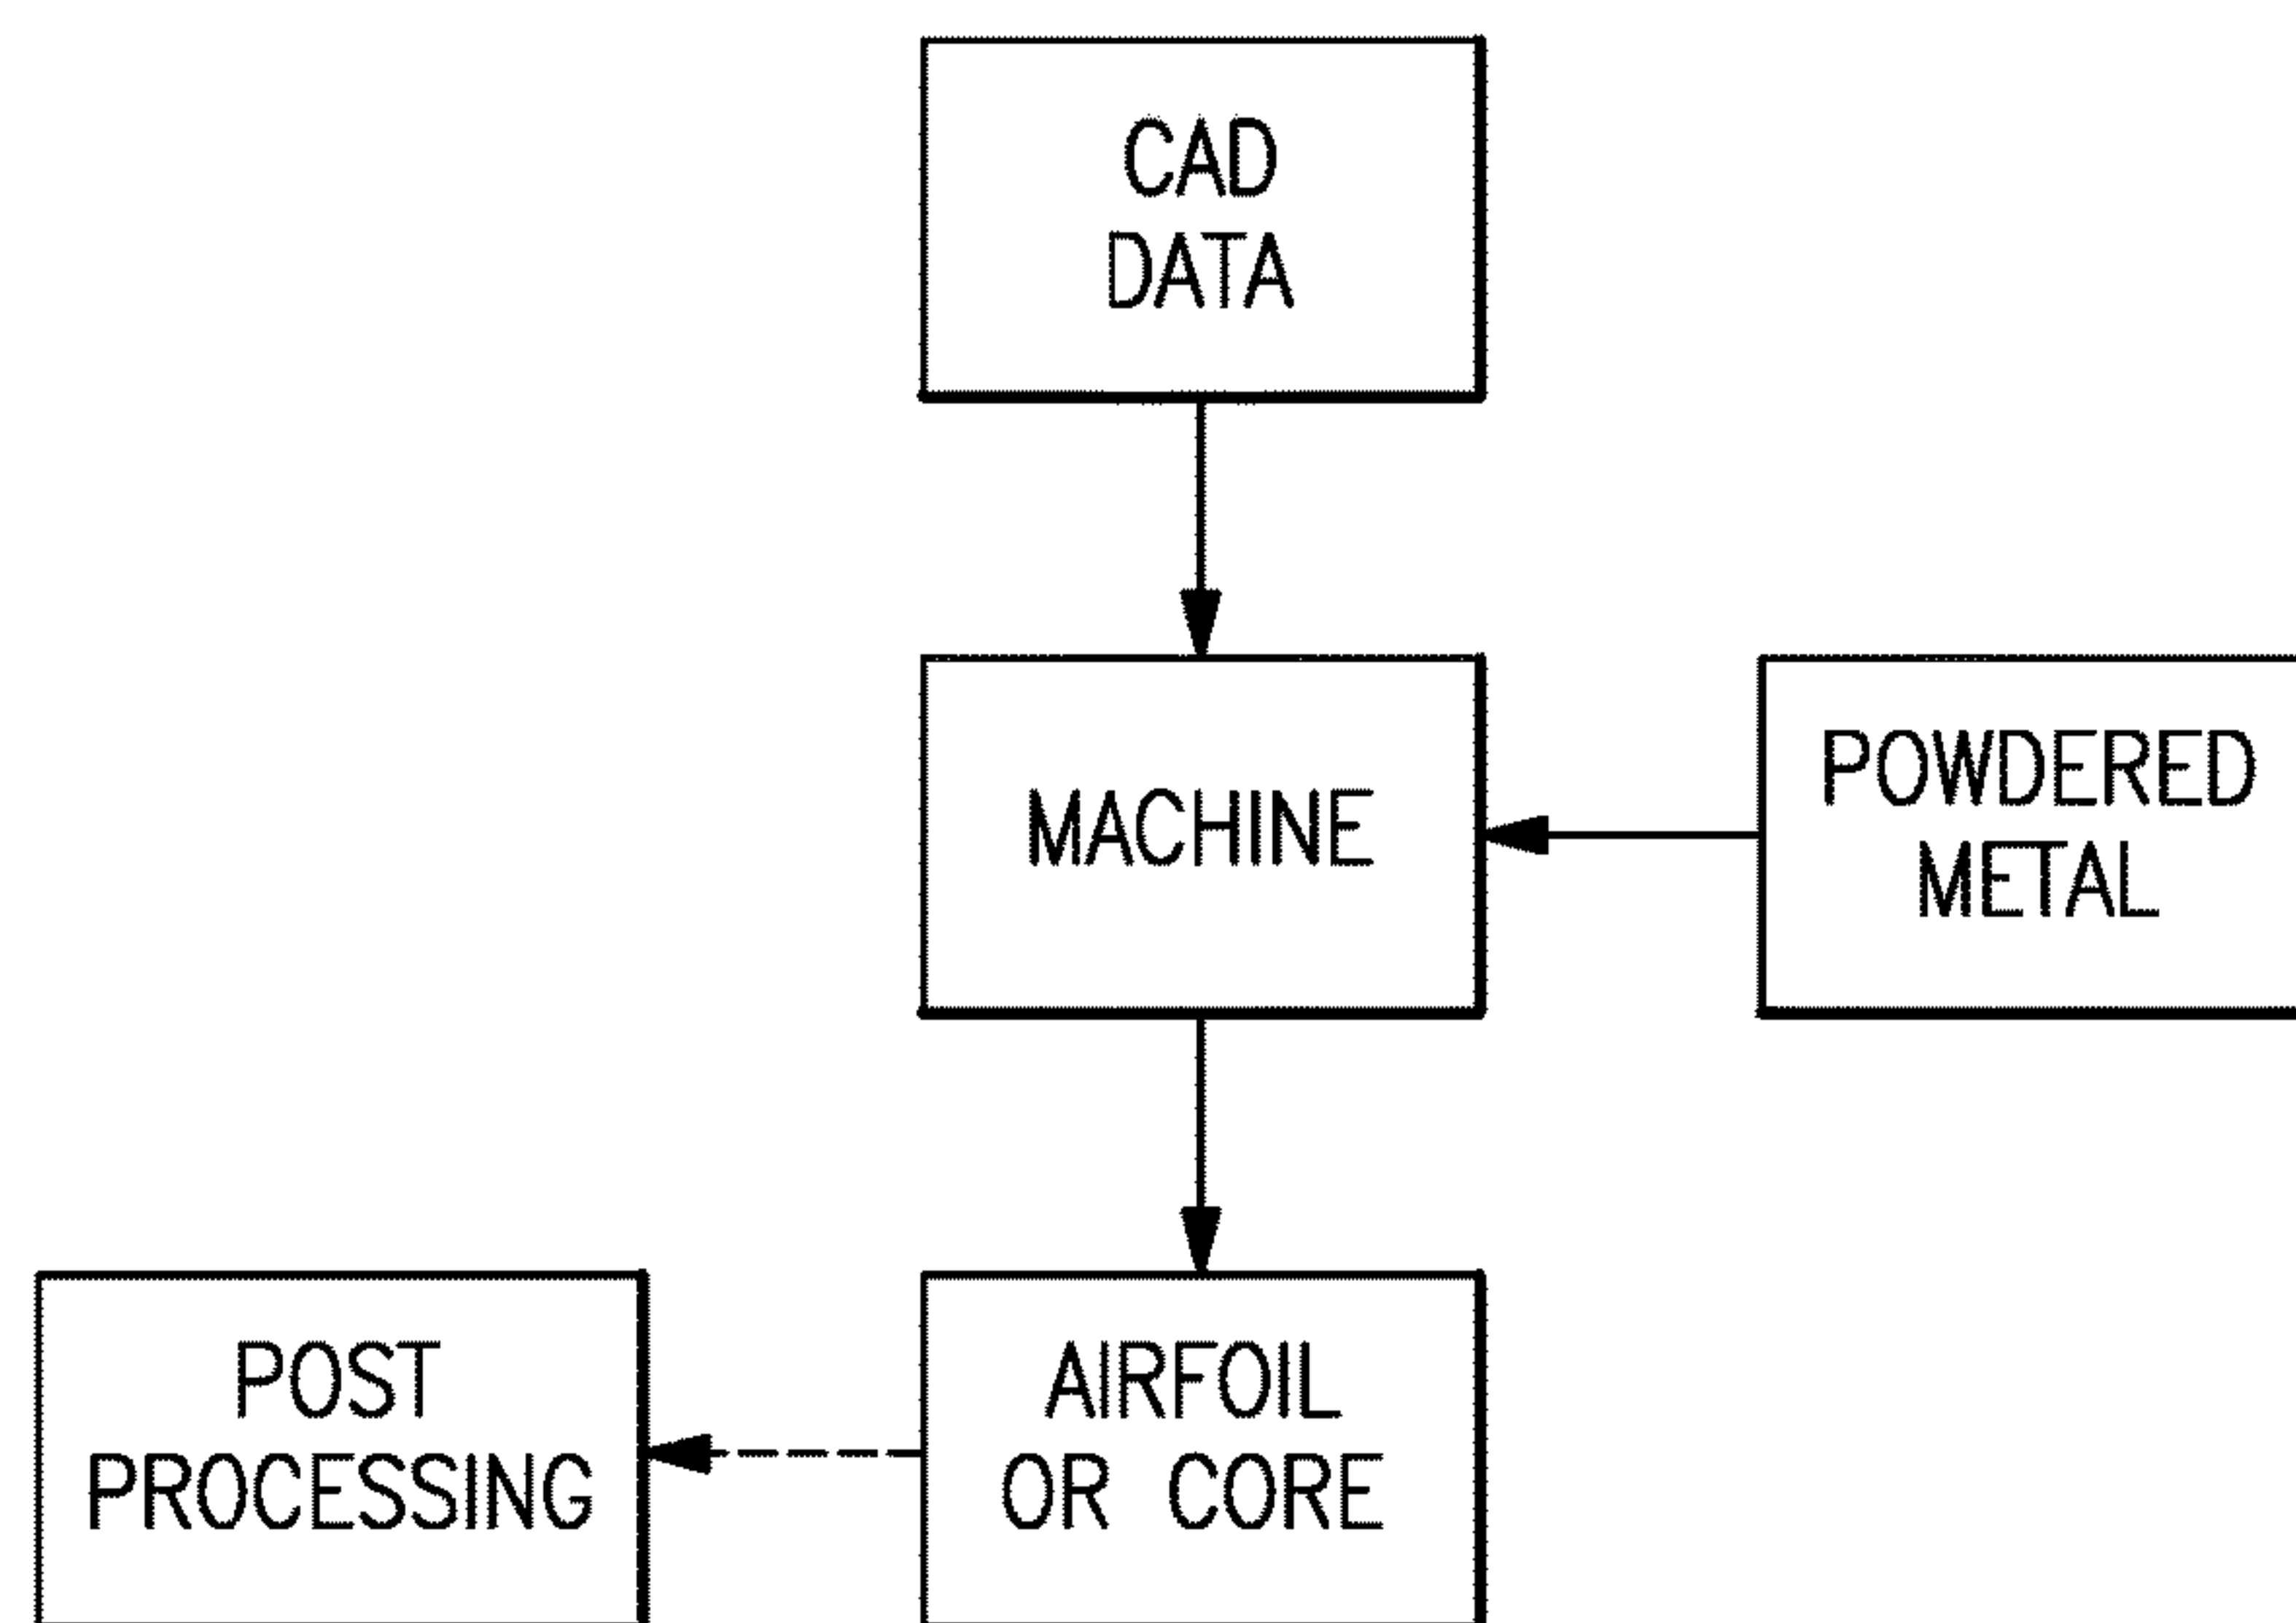 CAD
DATA
MACHINE
POWDERED
METAL
POST
PROCESSING
AIRFOIL
OR CORE